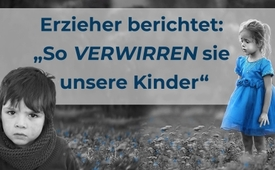 Erzieher berichtet:
„So VERWIRREN sie
unsere Kinder“